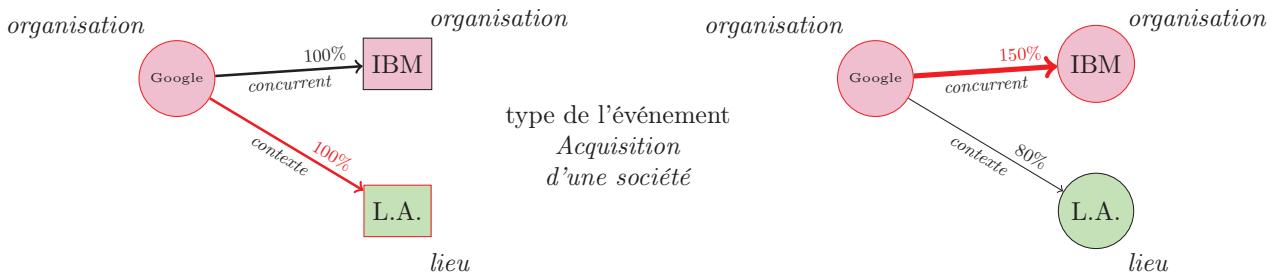 organisation
organisation
100%
Google
IBM
concurrent
100%
contexte
L.A.
lieu
type de l'événement
Acquisition
d'une société
organisation
organisation
150%
Google
IBM
concurrent
80%
contexte
L.A.
lieu